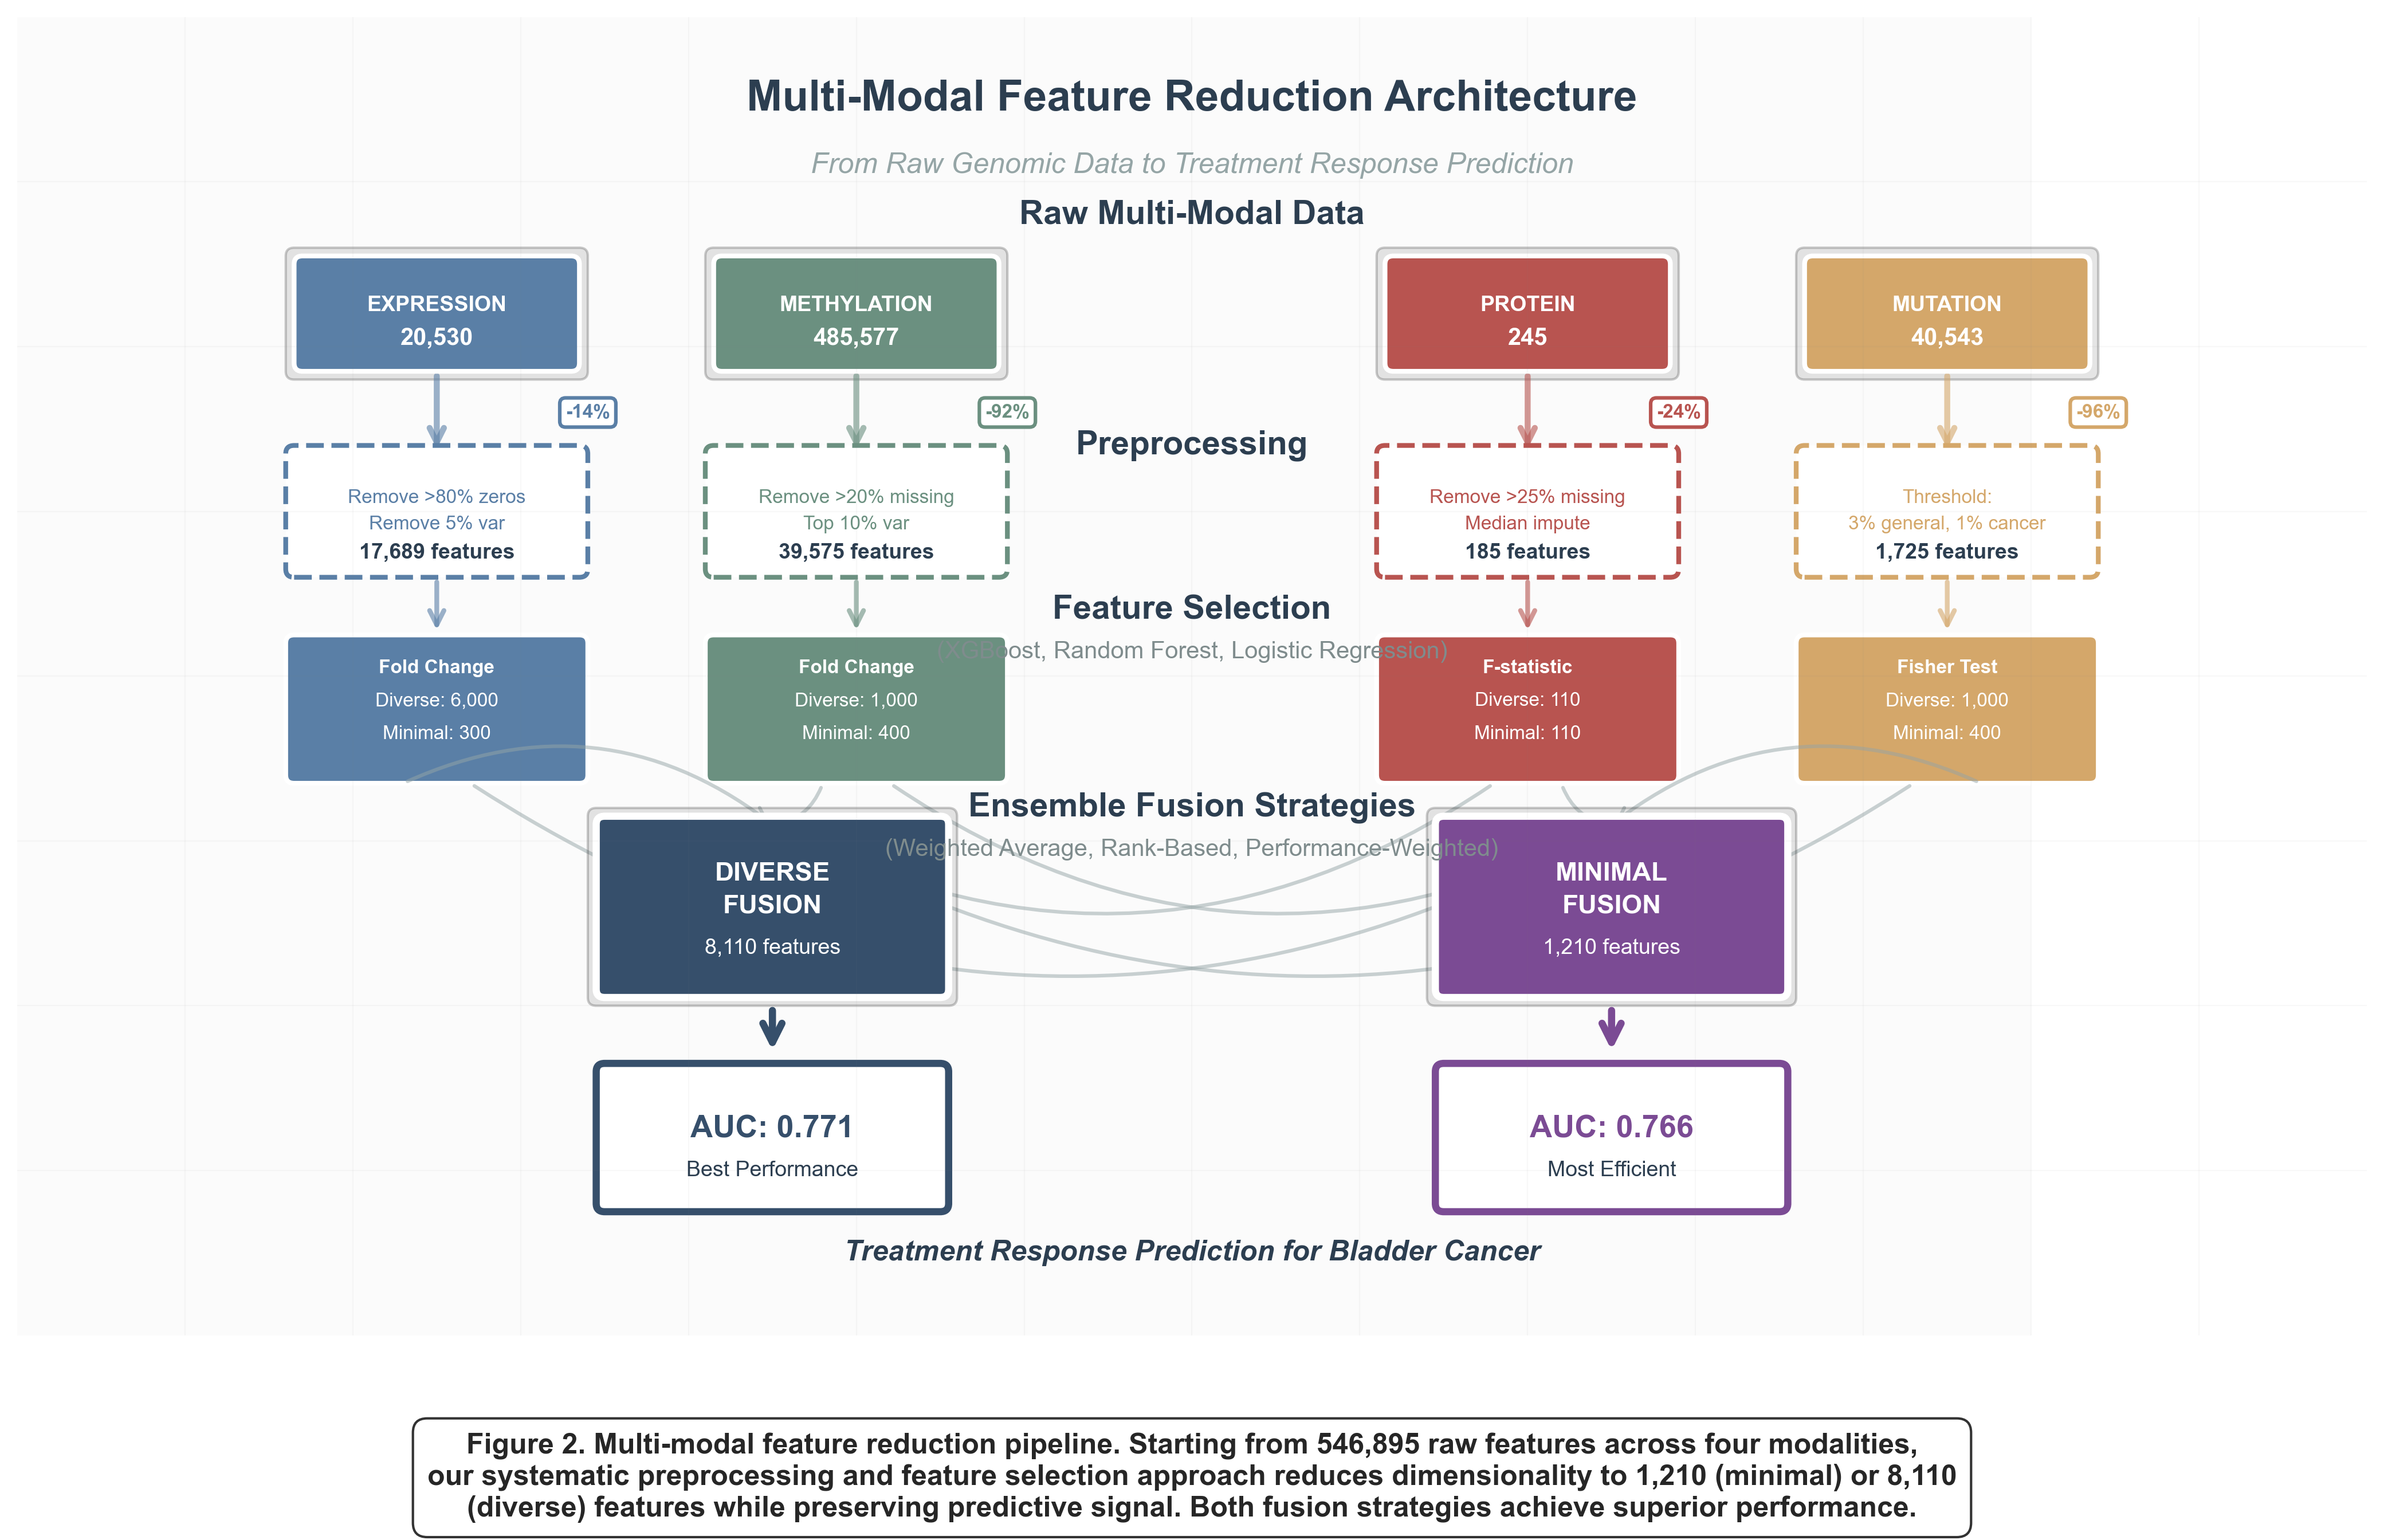 Multi-Modal Feature Reduction Architecture
From Raw Genomic Data to Treatment Response Prediction
Raw Multi-Modal Data
EXPRESSION
20,530
METHYLATION
485,577
PROTEIN
245
MUTATION
40,543
-14%
-92%
-24%
-96%
Preprocessing
Remove >80% zeros
Remove 5% var
17,689 features
Remove >20% missing
Top 10% var
39,575 features
Remove >25% missing
Median impute
185 features
Threshold:
3% general, 1% cancer
1,725 features
Feature Selection
(XGBoost, Random Forest, Logistic Regression)
Fold Change
Diverse: 6,000
Minimal: 300
Fold Change
Diverse: 1,000
Minimal: 400
F-statistic
Diverse: 110
Minimal: 110
Fisher Test
Diverse: 1,000
Minimal: 400
Ensemble Fusion Strategies
(Weighted Average, Rank-Based, Performance-Weighted)
DIVERSE
FUSION
8,110 features
MINIMAL
FUSION
1,210 features
AUC: 0.771
Best Performance
AUC: 0.766
Most Efficient
Treatment Response Prediction for Bladder Cancer
Figure 2. Multi-modal feature reduction pipeline. Starting from 546,895 raw features across four modalities,
our systematic preprocessing and feature selection approach reduces dimensionality to 1,210 (minimal) or 8,110
(diverse) features while preserving predictive signal. Both fusion strategies achieve superior performance.